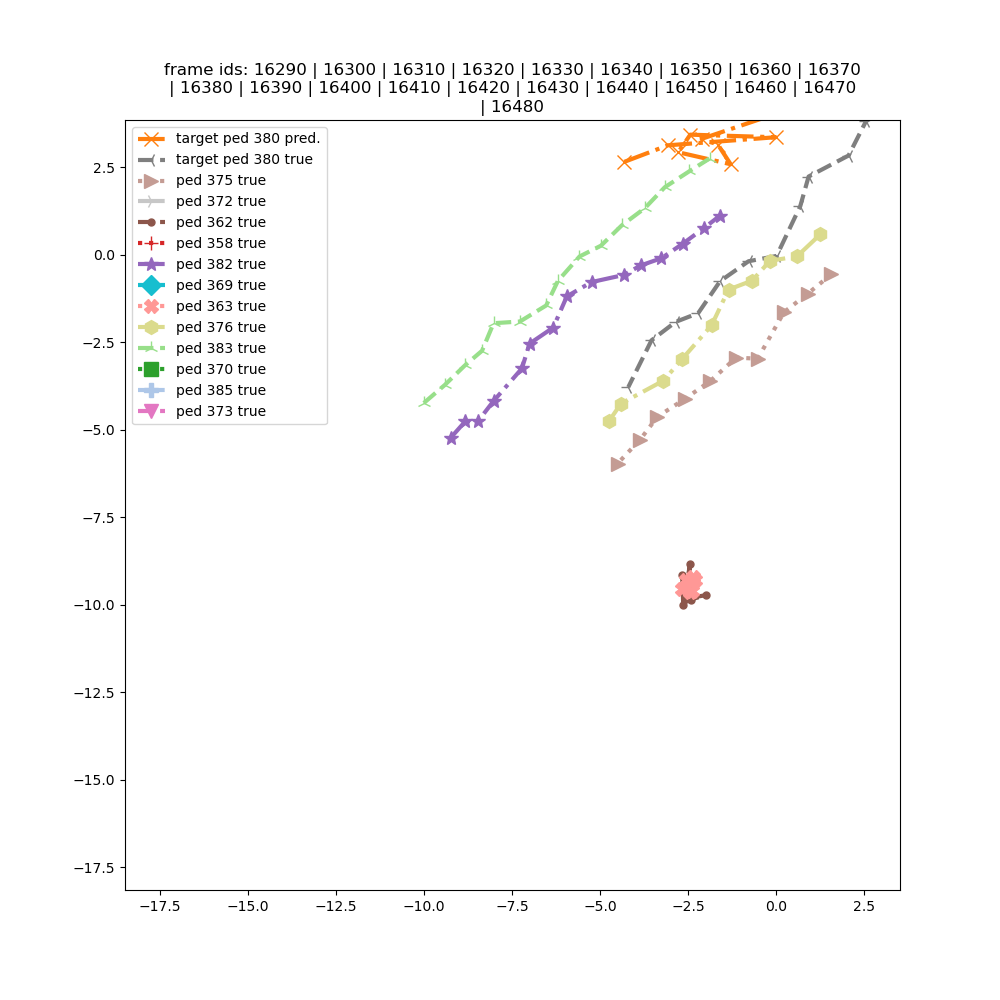 frame ids: 16290 | 16300 | 16310 | 16320 | 16330 | 16340 | 16350 | 16360 | 16370
| 16380 | 16390 | 16400 | 16410 | 16420 | 16430 | 16440 | 16450 | 16460 | 16470
| 16480
target ped 380 pred.
target ped 380 true
ped 375 true
ped 372 true
ped 362 true
ped 358 true
ped 382 true
ped 369 true
ped 363 true
ped 376 true
ped 383 true
ped 370 true
ped 385 true
ped 373 true
2.5
0.0
−2.5
−5.0
−7.5
−10.0
−12.5
−15.0
−17.5
−17.5 −15.0 −12.5 −10.0 −7.5 −5.0 −2.5 0.0 2.5